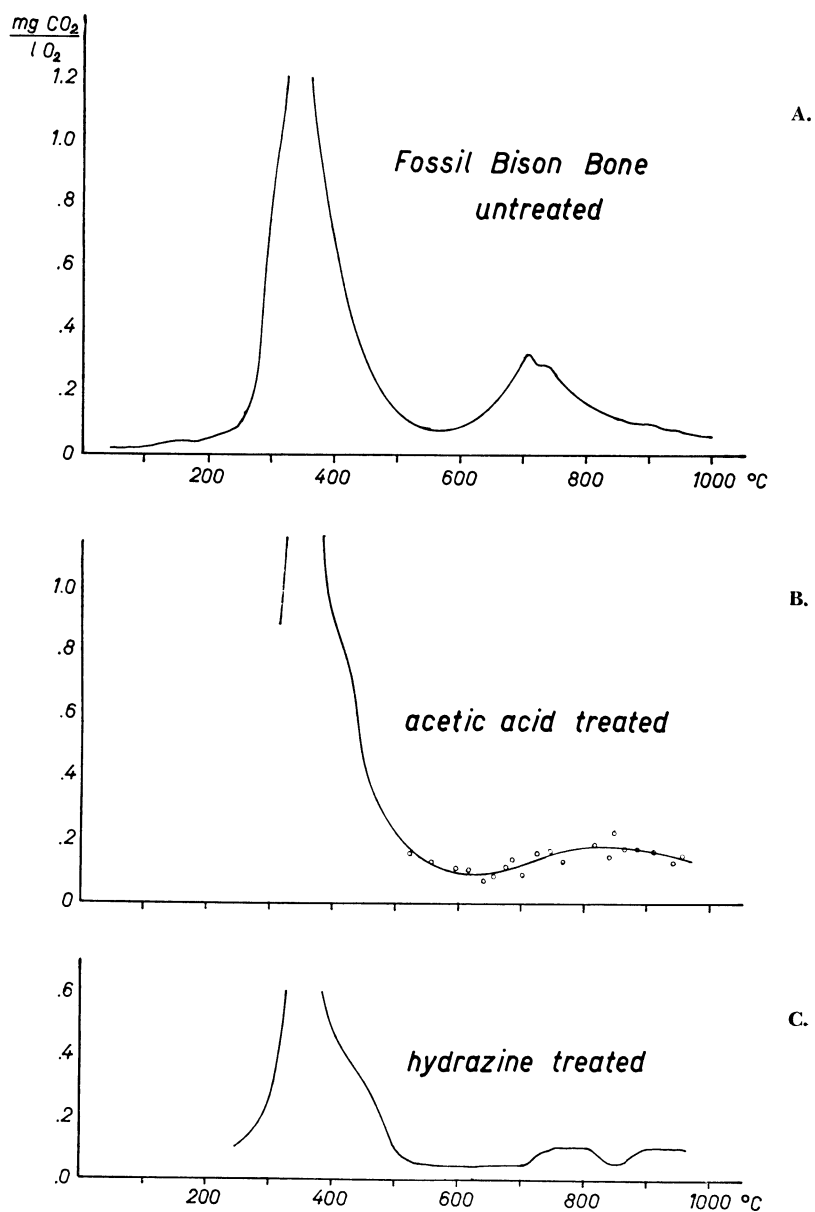 mg CO₂
l O₂
1.2
1.0
.8
.6
.4
.2
0
A.
Fossil Bison Bone
untreated
200 400 600 800 1000 °C
1.0
.8
.6
.4
.2
0
B.
acetic acid treated
.6
.4
.2
.0
C.
hydrazine treated
200 400 600 800 1000 °C